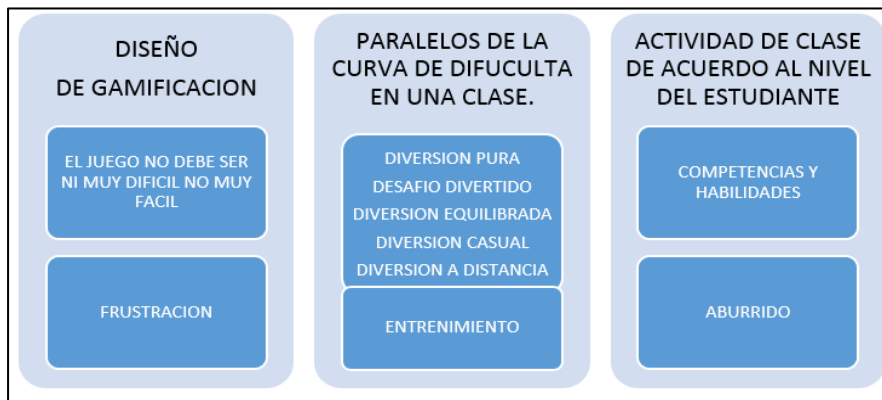 DISEÑO
DE GAMIFICACION
EL JUEGO NO DEBE SER
NI MUY DIFICIL NO MUY
FACIL
FRUSTRACION
PARALELOS DE LA
CURVA DE DIFUCULTA
EN UNA CLASE.
DIVERSION PURA
DESAFIO DIVERTIDO
DIVERSION EQUILIBRADA
DIVERSION CASUAL
DIVERSION A DISTANCIA
ENTRENIMIENTO
ACTIVIDAD DE CLASE
DE ACUERDO AL NIVEL
DEL ESTUDIANTE
COMPETENCIAS Y
HABILIDADES
ABURRIDO